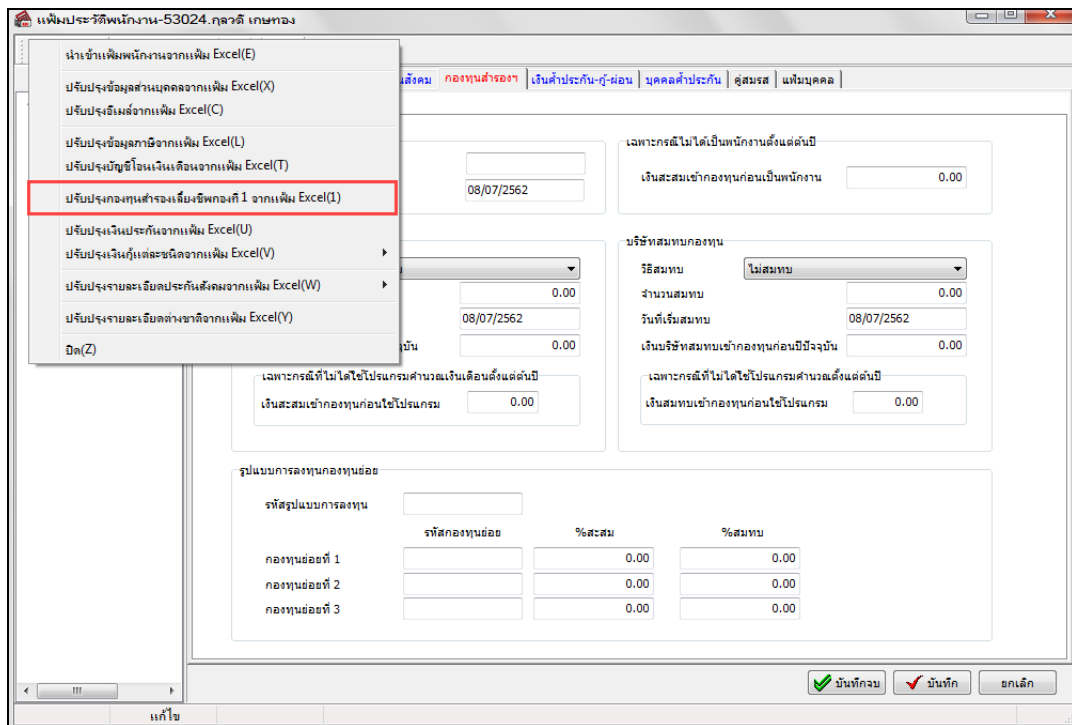 แฟ้มประวัติพนักงาน-53024.กุลวดี เกษทอง
นำเข้าแฟ้มพนักงานจากแฟ้ม Excel(E)
ปรับปรุงข้อมูลส่วนบุคคลจากแฟ้ม Excel(X)
ปรับปรุงอีเมล์จากแฟ้ม Excel(C)
ปรับปรุงข้อมูลภาษีจากแฟ้ม Excel(L)
ปรับปรุงบัญชีโอนเงินเดือนจากแฟ้ม Excel(T)
ปรับปรุงกองทุนสำรองเลี้ยงชีพกองที่ 1 จากแฟ้ม Excel(1)
ปรับปรุงเงินประกันจากแฟ้ม Excel(U)
ปรับปรุงเงินกู้แต่ละชนิดจากแฟ้ม Excel(V)
ปรับปรุงรายละเอียดประกันสังคมจากแฟ้ม Excel(W)
ปรับปรุงรายละเอียดต่างชาติจากแฟ้ม Excel(Y)
ปิด(Z)
นสังคม กองทุนสำรองฯ เงินค้ำประกัน-กู้-ผ่อน บุคคลค้ำประกัน คู่สมรส แฟ้มบุคคล
เฉพาะกรณีไม่ได้เป็นพนักงานตั้งแต่ต้นปี
08/07/2562 เงินสะสมเข้ากองทุนก่อนเป็นพนักงาน 0.00
บริษัทสมทบกองทุน
วิธีสมทบ ไม่สมทบ
0.00 จำนวนสมทบ 0.00
08/07/2562 วันที่เริ่มสมทบ 08/07/2562
จุบัน 0.00 เงินบริษัทสมทบเข้ากองทุนก่อนปีปัจจุบัน 0.00
เฉพาะกรณีที่ไม่ได้ใช้โปรแกรมคำนวณเงินเดือนตั้งแต่ต้นปี เฉพาะกรณีที่ไม่ได้ใช้โปรแกรมคำนวณตั้งแต่ต้นปี
เงินสะสมเข้ากองทุนก่อนใช้โปรแกรม 0.00 เงินสมทบเข้ากองทุนก่อนใช้โปรแกรม 0.00
รูปแบบการลงทุนกองทุนย่อย
รหัสรูปแบบการลงทุน
รหัสกองทุนย่อย %สะสม %สมทบ
กองทุนย่อยที่ 1 0.00 0.00
กองทุนย่อยที่ 2 0.00 0.00
กองทุนย่อยที่ 3 0.00 0.00
บันทึกจบ บันทึก ยกเลิก
แก้ไข